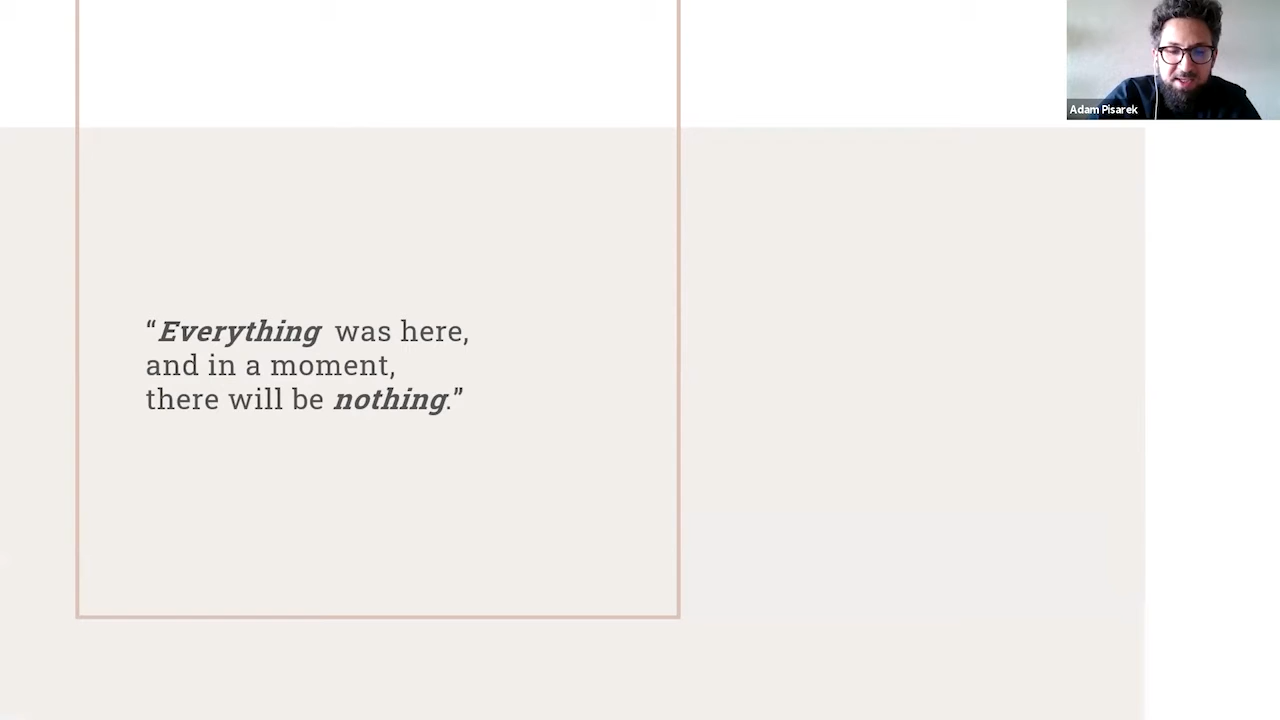 Adam Pisarek
“Everything was here,
and in a moment,
there will be nothing.”